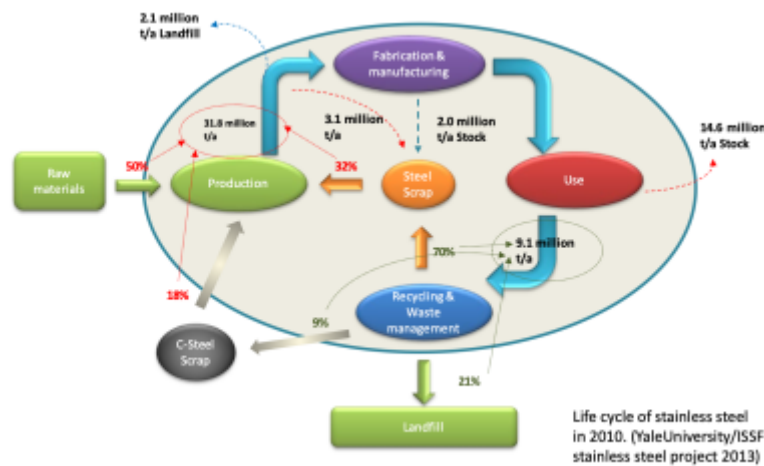 2.1 million
t/a Landfill
Fabrication &
manufacturing
31.8 million
t/a
3.1 million
t/a
2.0 million
t/a Stock
14.6 million
t/a Stock
Raw
materials
50%
Production
32%
Steel
Scrap
Use
70%
9.1 million
t/a
18%
Recycling &
Waste
management
9%
C-Steel
Scrap
21%
Landfill
Life cycle of stainless steel
in 2010. (YaleUniversity/ISSF
stainless steel project 2013)